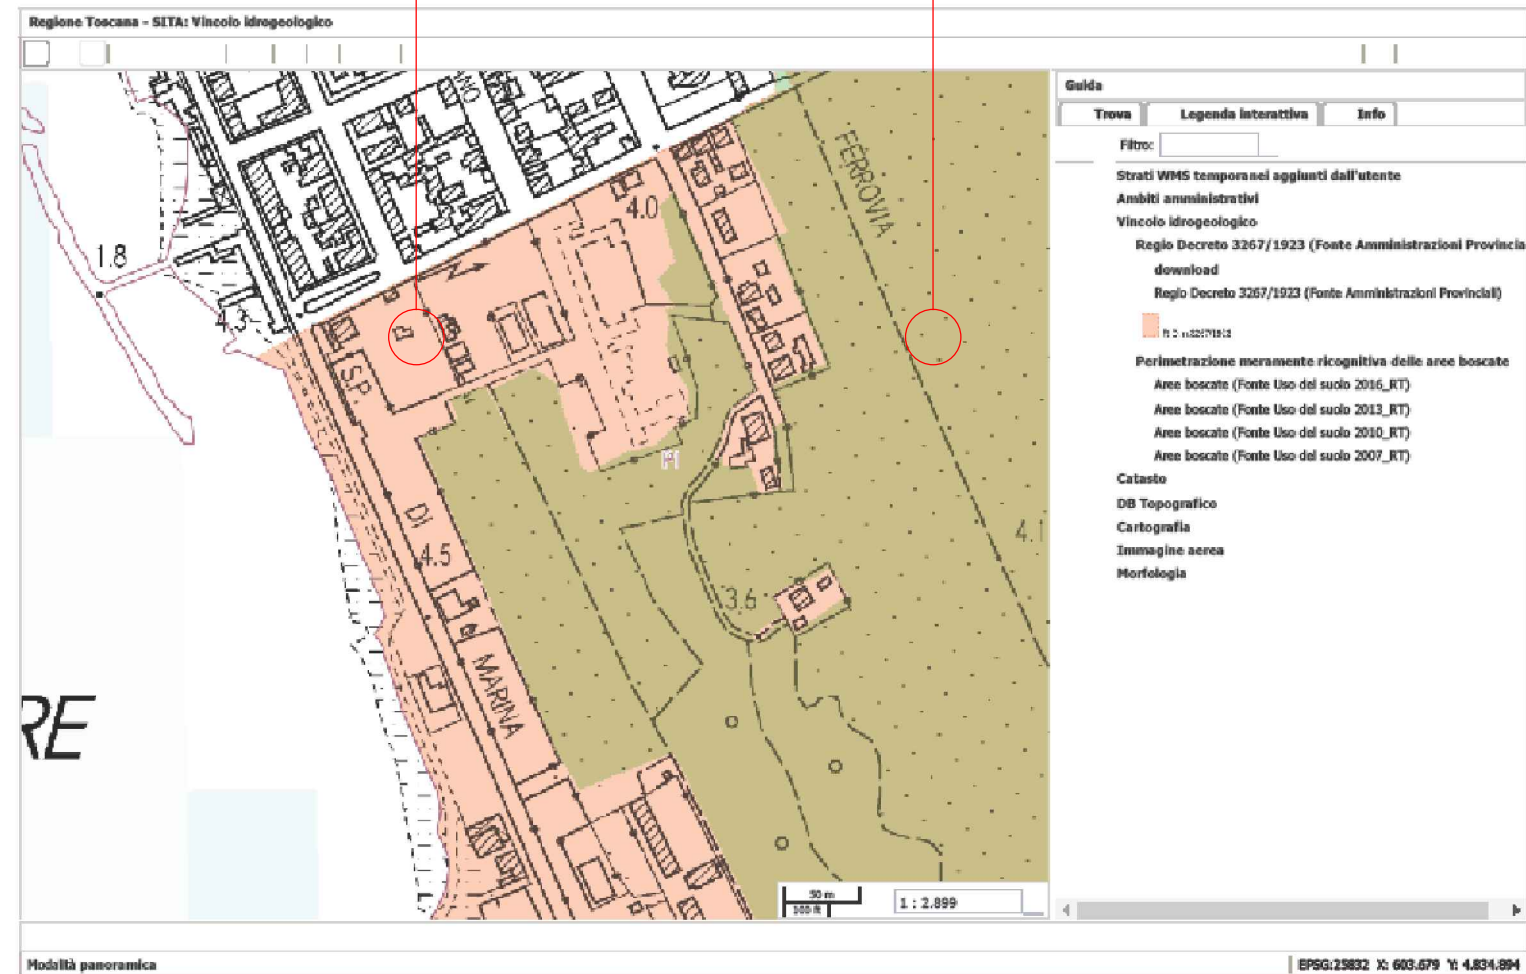 Regione Toscana - SITA: Vincolo idrogeologico
Guida
Trova Legenda interattiva Info
Filtro:
Strati WMS temporanei aggiunti dall'utente
Ambiti amministrativi
Vincolo idrogeologico
Regio Decreto 3267/1923 (Fonte Amministrazioni Provincia
download
Regio Decreto 3267/1923 (Fonte Amministrazioni Provinciali)
Perimetrazione meramente ricognitiva delle aree boscate
Aree boscate (Fonte Uso del suolo 2016_RT)
Aree boscate (Fonte Uso del suolo 2013_RT)
Aree boscate (Fonte Uso del suolo 2010_RT)
Aree boscate (Fonte Uso del suolo 2007_RT)
Catasto
DB Topografico
Cartografia
Immagine aerea
Morfologia
FERROVIA
4.0
1.8
4.3
S.P.
PI
DI
4.5
4.1
3.6
MARINA
RE
50 m
100 ft
1 : 2.899
Modalità panoramica
EPSG:25832 X: 603.679 Y: 4.834.894